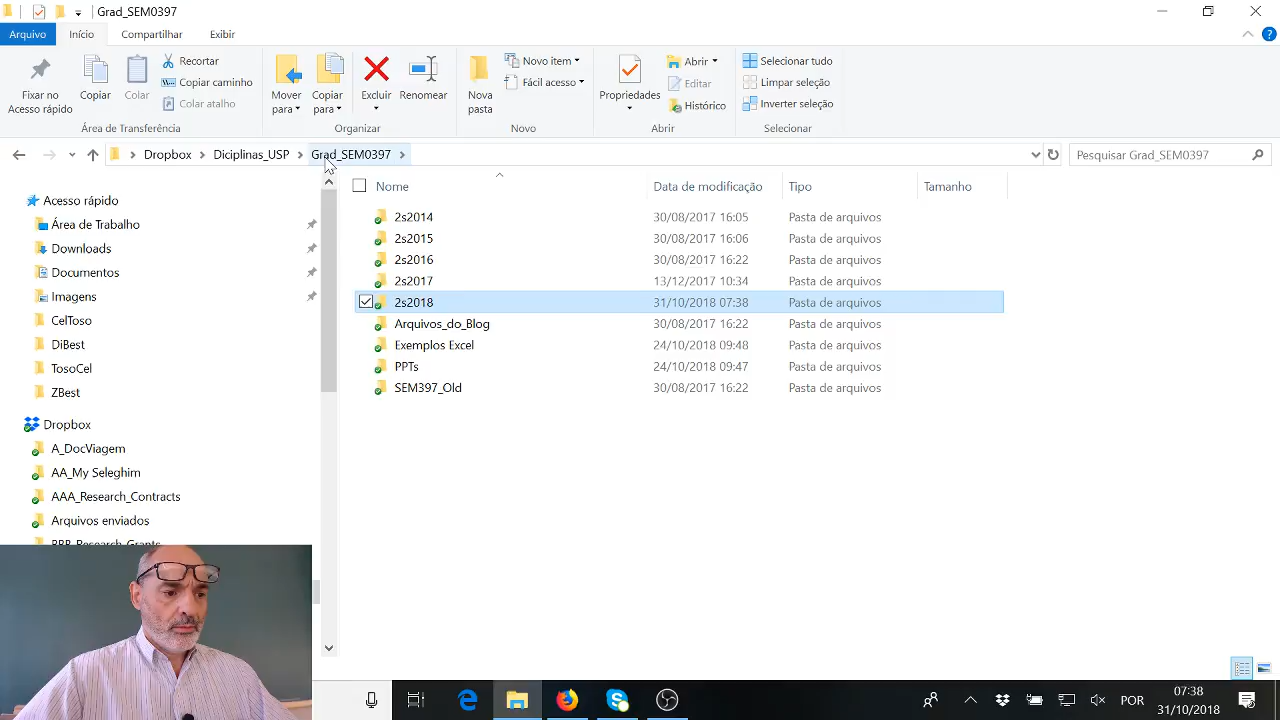 Grad_SEM0397
Arquivo Início Compartilhar Exibir
Fixar no Acesso rápido
Copiar
Colar
Recortar
Copiar caminho
Colar atalho
Área de Transferência
Mover para
Copiar para
Excluir
Renomear
Organizar
Nova pasta
Novo item
Fácil acesso
Novo
Propriedades
Abrir
Editar
Histórico
Abrir
Selecionar tudo
Limpar seleção
Inverter seleção
Selecionar
Dropbox > Diciplinas_USP > Grad_SEM0397 >
Pesquisar Grad_SEM0397
Acesso rápido
Área de Trabalho
Downloads
Documentos
Imagens
CelToso
DiBest
TosoCel
ZBest
Dropbox
A_DocViagem
AA_My Seleghim
AAA_Research_Contracts
Arquivos enviados
BBB_Research_Grants
Nome Data de modificação Tipo Tamanho
2s2014 30/08/2017 16:05 Pasta de arquivos
2s2015 30/08/2017 16:06 Pasta de arquivos
2s2016 30/08/2017 16:22 Pasta de arquivos
2s2017 13/12/2017 10:34 Pasta de arquivos
2s2018 31/10/2018 07:38 Pasta de arquivos
Arquivos_do_Blog 30/08/2017 16:22 Pasta de arquivos
Exemplos Excel 24/10/2018 09:48 Pasta de arquivos
PPTs 24/10/2018 09:47 Pasta de arquivos
SEM397_Old 30/08/2017 16:22 Pasta de arquivos
POR
07:38
31/10/2018